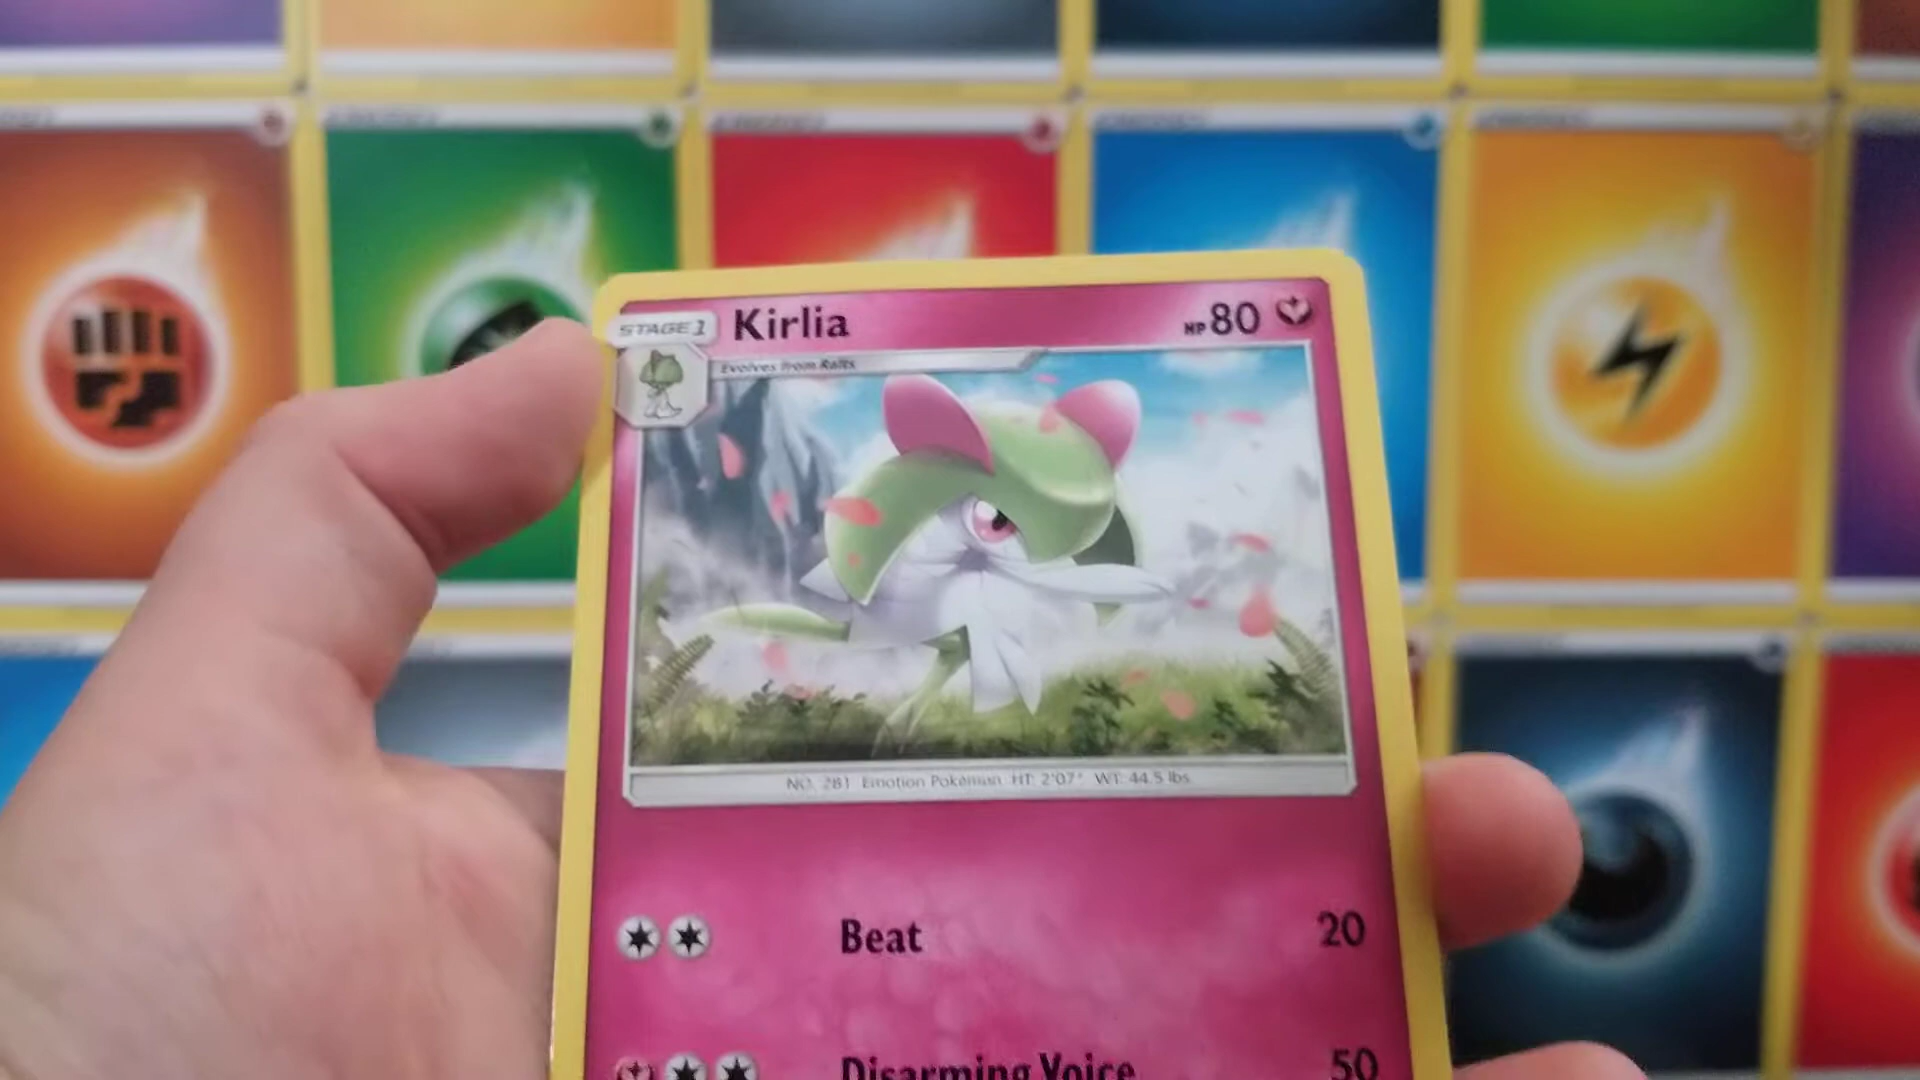 STAGE 1
Kirlia
HP 80
Evolves from Ralts
NO. 281 Emotion Pokémon HT: 2'07" WT: 44.5 lbs.
Beat 20
Disarming Voice 50